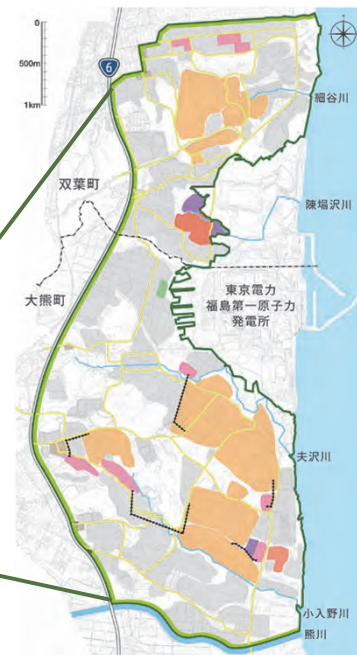 0
500m
1km
6
細谷川
双葉町
陳場沢川
大熊町
東京電力
福島第一原子力
発電所
夫沢川
小入野川
熊川